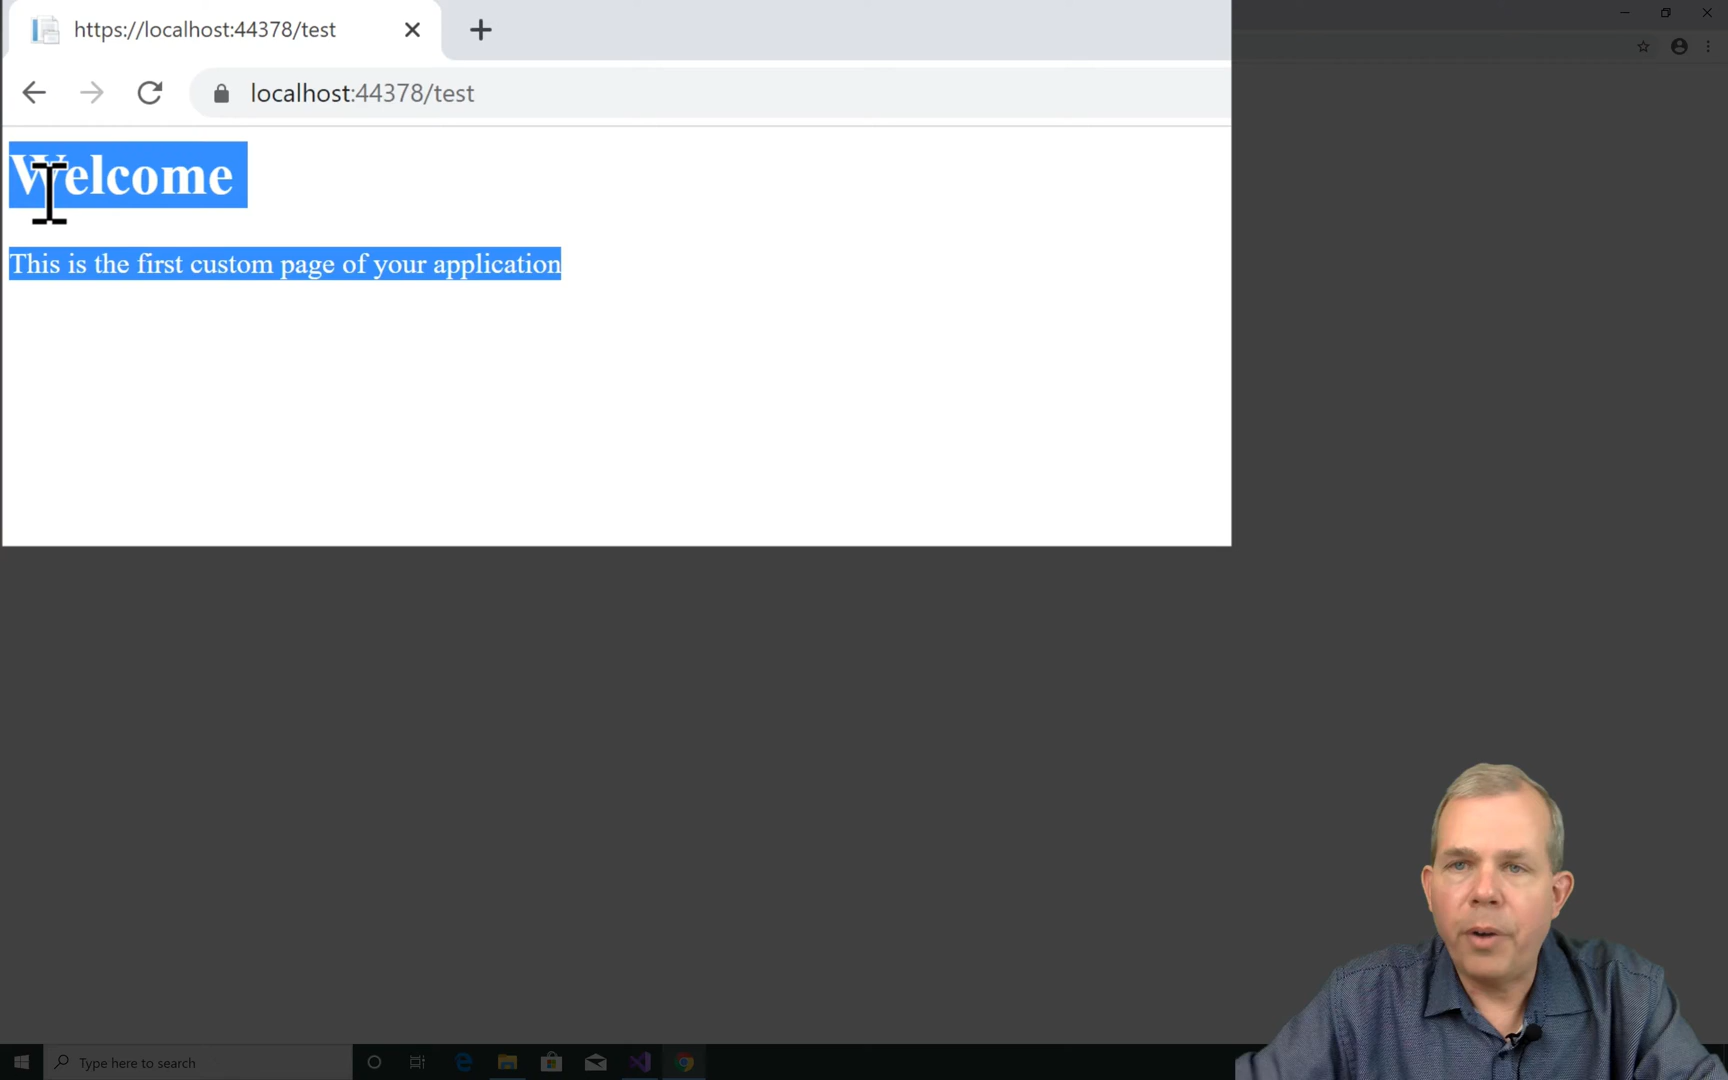 https://localhost:44378/test
localhost:44378/test
Welcome
This is the first custom page of your application
Type here to search